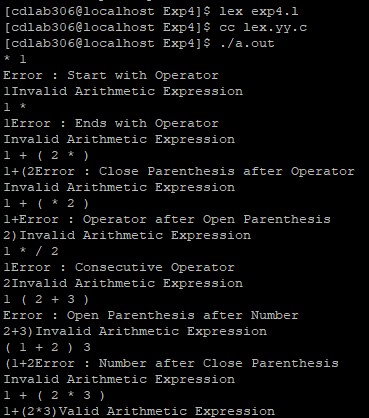 [cdlab306@localhost Exp4]$ lex exp4.l
[cdlab306@localhost Exp4]$ cc lex.yy.c
[cdlab306@localhost Exp4]$ ./a.out
* 1
Error : Start with Operator
1Invalid Arithmetic Expression
1 *
1Error : Ends with Operator
Invalid Arithmetic Expression
1 + ( 2 * )
1+(2Error : Close Parenthesis after Operator
Invalid Arithmetic Expression
1 + ( * 2 )
1+Error : Operator after Open Parenthesis
2)Invalid Arithmetic Expression
1 * / 2
1Error : Consecutive Operator
2Invalid Arithmetic Expression
1 ( 2 + 3 )
Error : Open Parenthesis after Number
2+3)Invalid Arithmetic Expression
( 1 + 2 ) 3
(1+2Error : Number after Close Parenthesis
Invalid Arithmetic Expression
1 + ( 2 * 3 )
1+(2*3)Valid Arithmetic Expression